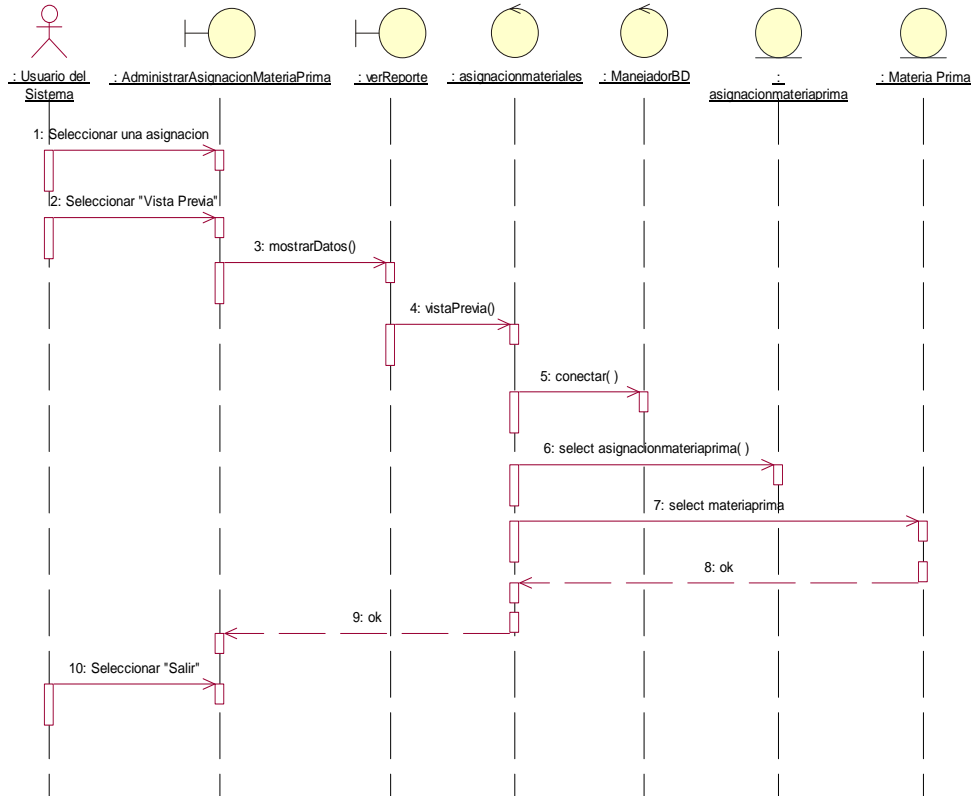 : Usuario del
Sistema
: AdministrarAsignacionMateriaPrima
: verReporte
: asignacionmateriales
: ManejadorBD
:
asignacionmateriaprima
: Materia Prima
1: Seleccionar una asignacion
2: Seleccionar "Vista Previa"
3: mostrarDatos()
4: vistaPrevia()
5: conectar( )
6: select asignacionmateriaprima( )
7: select materiaprima
8: ok
9: ok
10: Seleccionar "Salir"